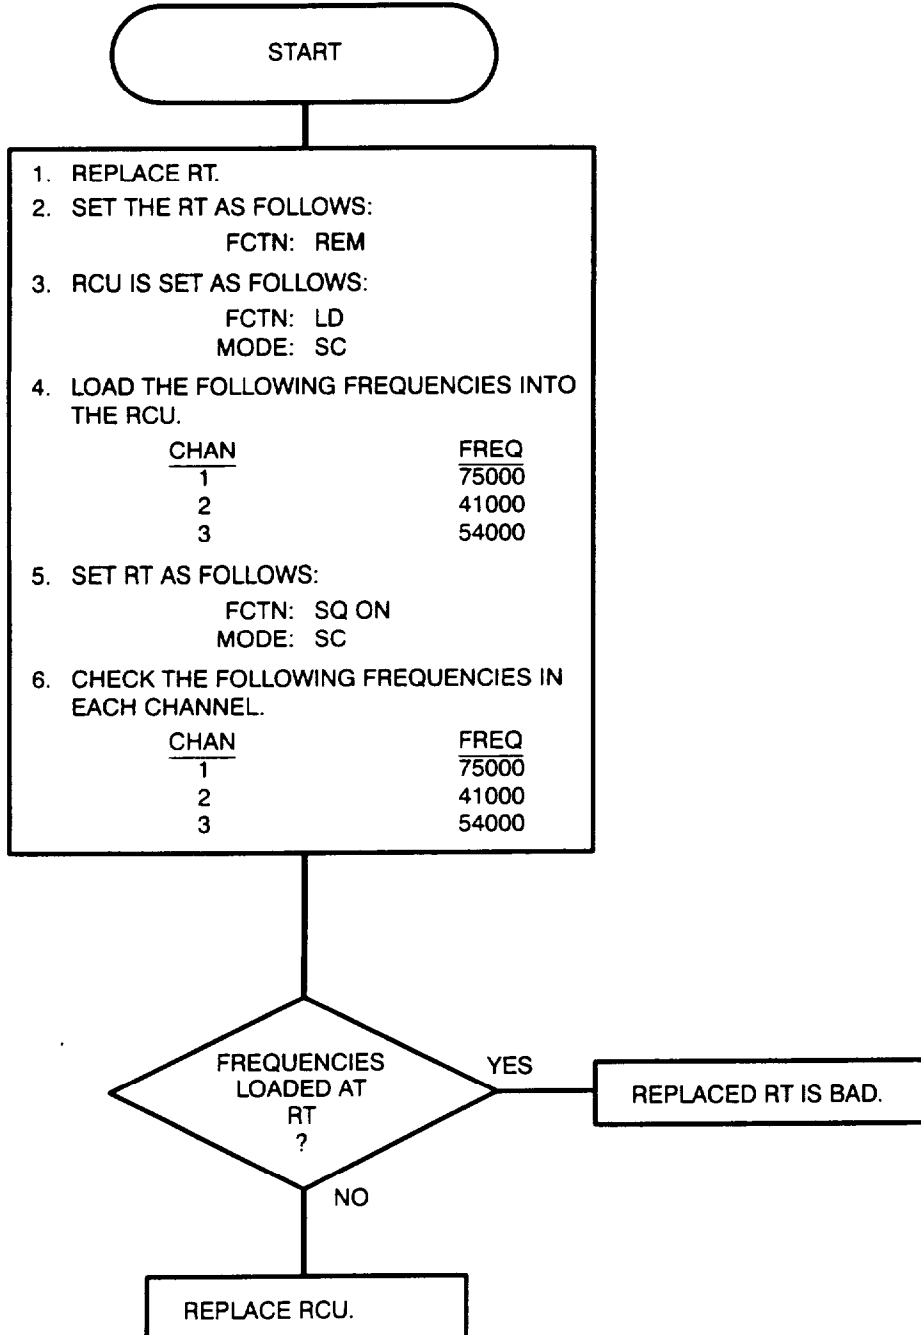 START
1. REPLACE RT.
2. SET THE RT AS FOLLOWS:
FCTN: REM
3. RCU IS SET AS FOLLOWS:
FCTN: LD
MODE: SC
4. LOAD THE FOLLOWING FREQUENCIES INTO
THE RCU.
CHAN FREQ
1 75000
2 41000
3 54000
5. SET RT AS FOLLOWS:
FCTN: SQ ON
MODE: SC
6. CHECK THE FOLLOWING FREQUENCIES IN
EACH CHANNEL.
CHAN FREQ
1 75000
2 41000
3 54000
FREQUENCIES
LOADED AT
RT
?
YES
REPLACED RT IS BAD.
NO
REPLACE RCU.